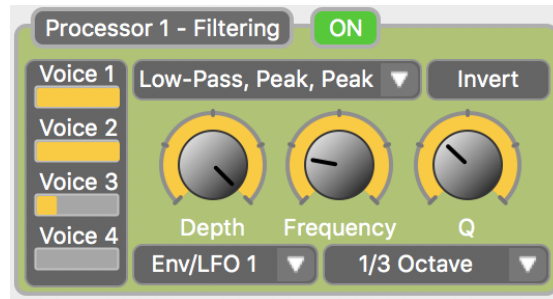 Processor 1 - Filtering ON
Voice 1
Voice 2
Voice 3
Voice 4
Low-Pass, Peak, Peak Invert
Depth Frequency Q
Env/LFO 1 1/3 Octave